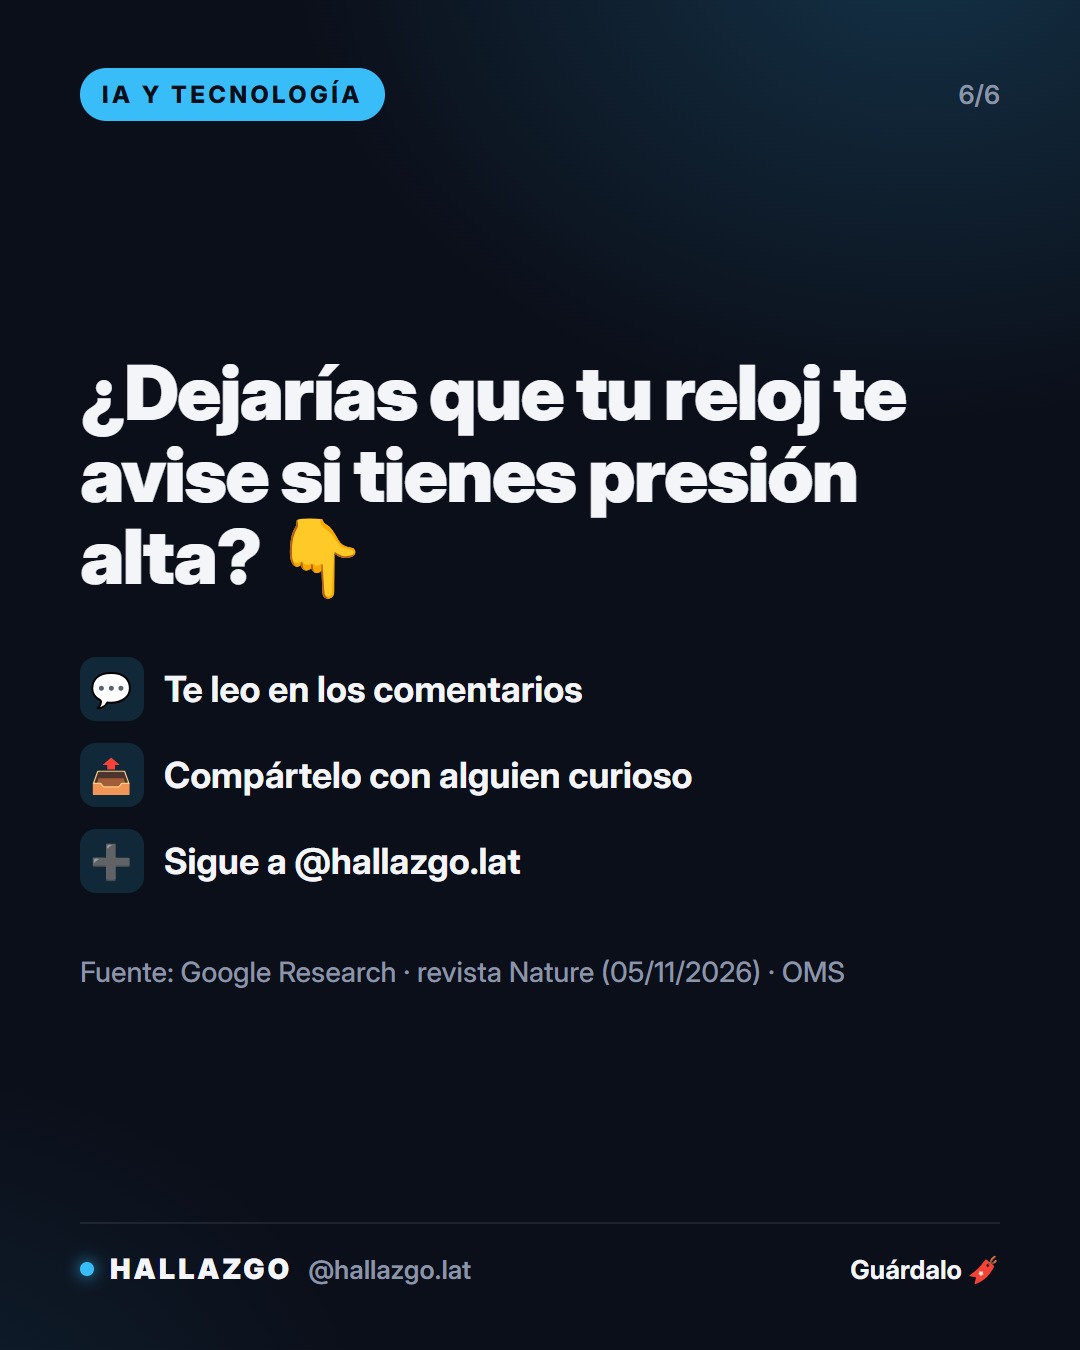 IA Y TECNOLOGÍA
6/6
¿Dejarías que tu reloj te
avise si tienes presión
alta? 👇
Te leo en los comentarios
Compártelo con alguien curioso
Sigue a @hallazgo.lat
Fuente: Google Research · revista Nature (05/11/2026) · OMS
HALLAZGO @hallazgo.lat
Guárdalo